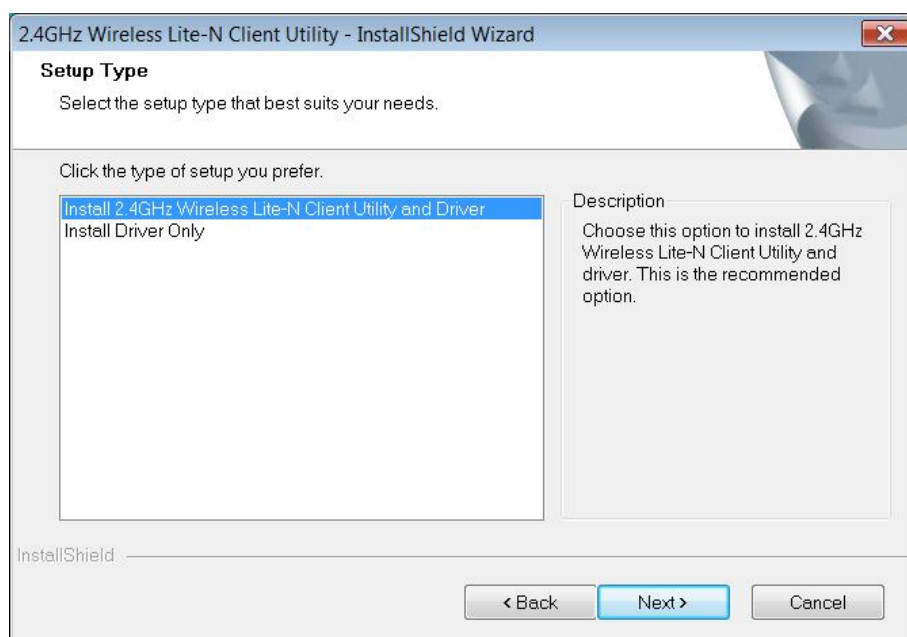 2.4GHz Wireless Lite-N Client Utility - InstallShield Wizard
Setup Type
Select the setup type that best suits your needs.
Click the type of setup you prefer.
Install 2.4GHz Wireless Lite-N Client Utility and Driver
Install Driver Only
Description
Choose this option to install 2.4GHz
Wireless Lite-N Client Utility and
driver. This is the recommended
option.
InstallShield
< Back
Next >
Cancel